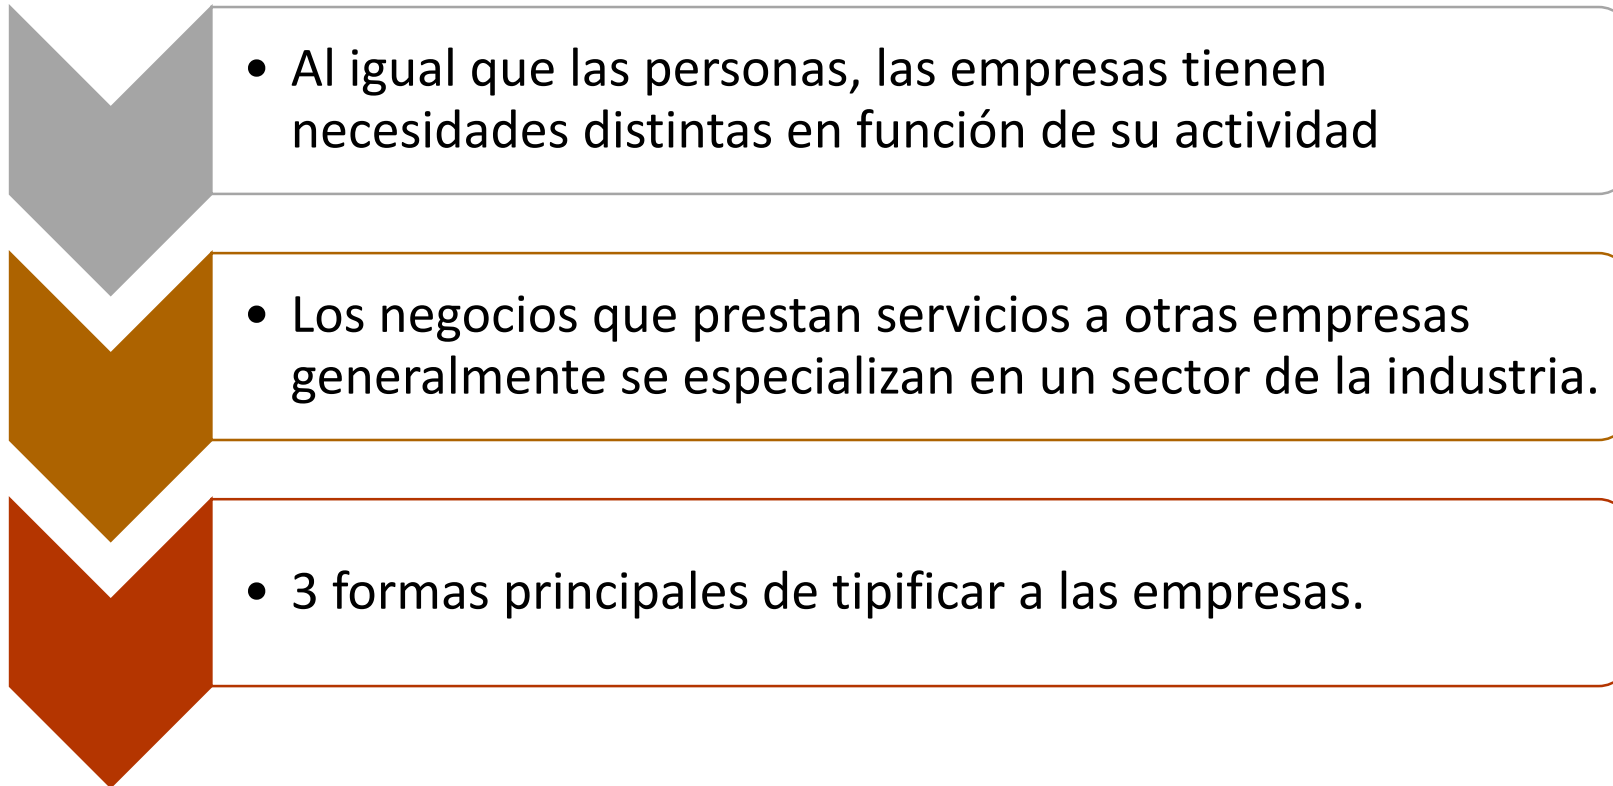 • Al igual que las personas, las empresas tienen
necesidades distintas en función de su actividad
• Los negocios que prestan servicios a otras empresas
generalmente se especializan en un sector de la industria.
• 3 formas principales de tipificar a las empresas.